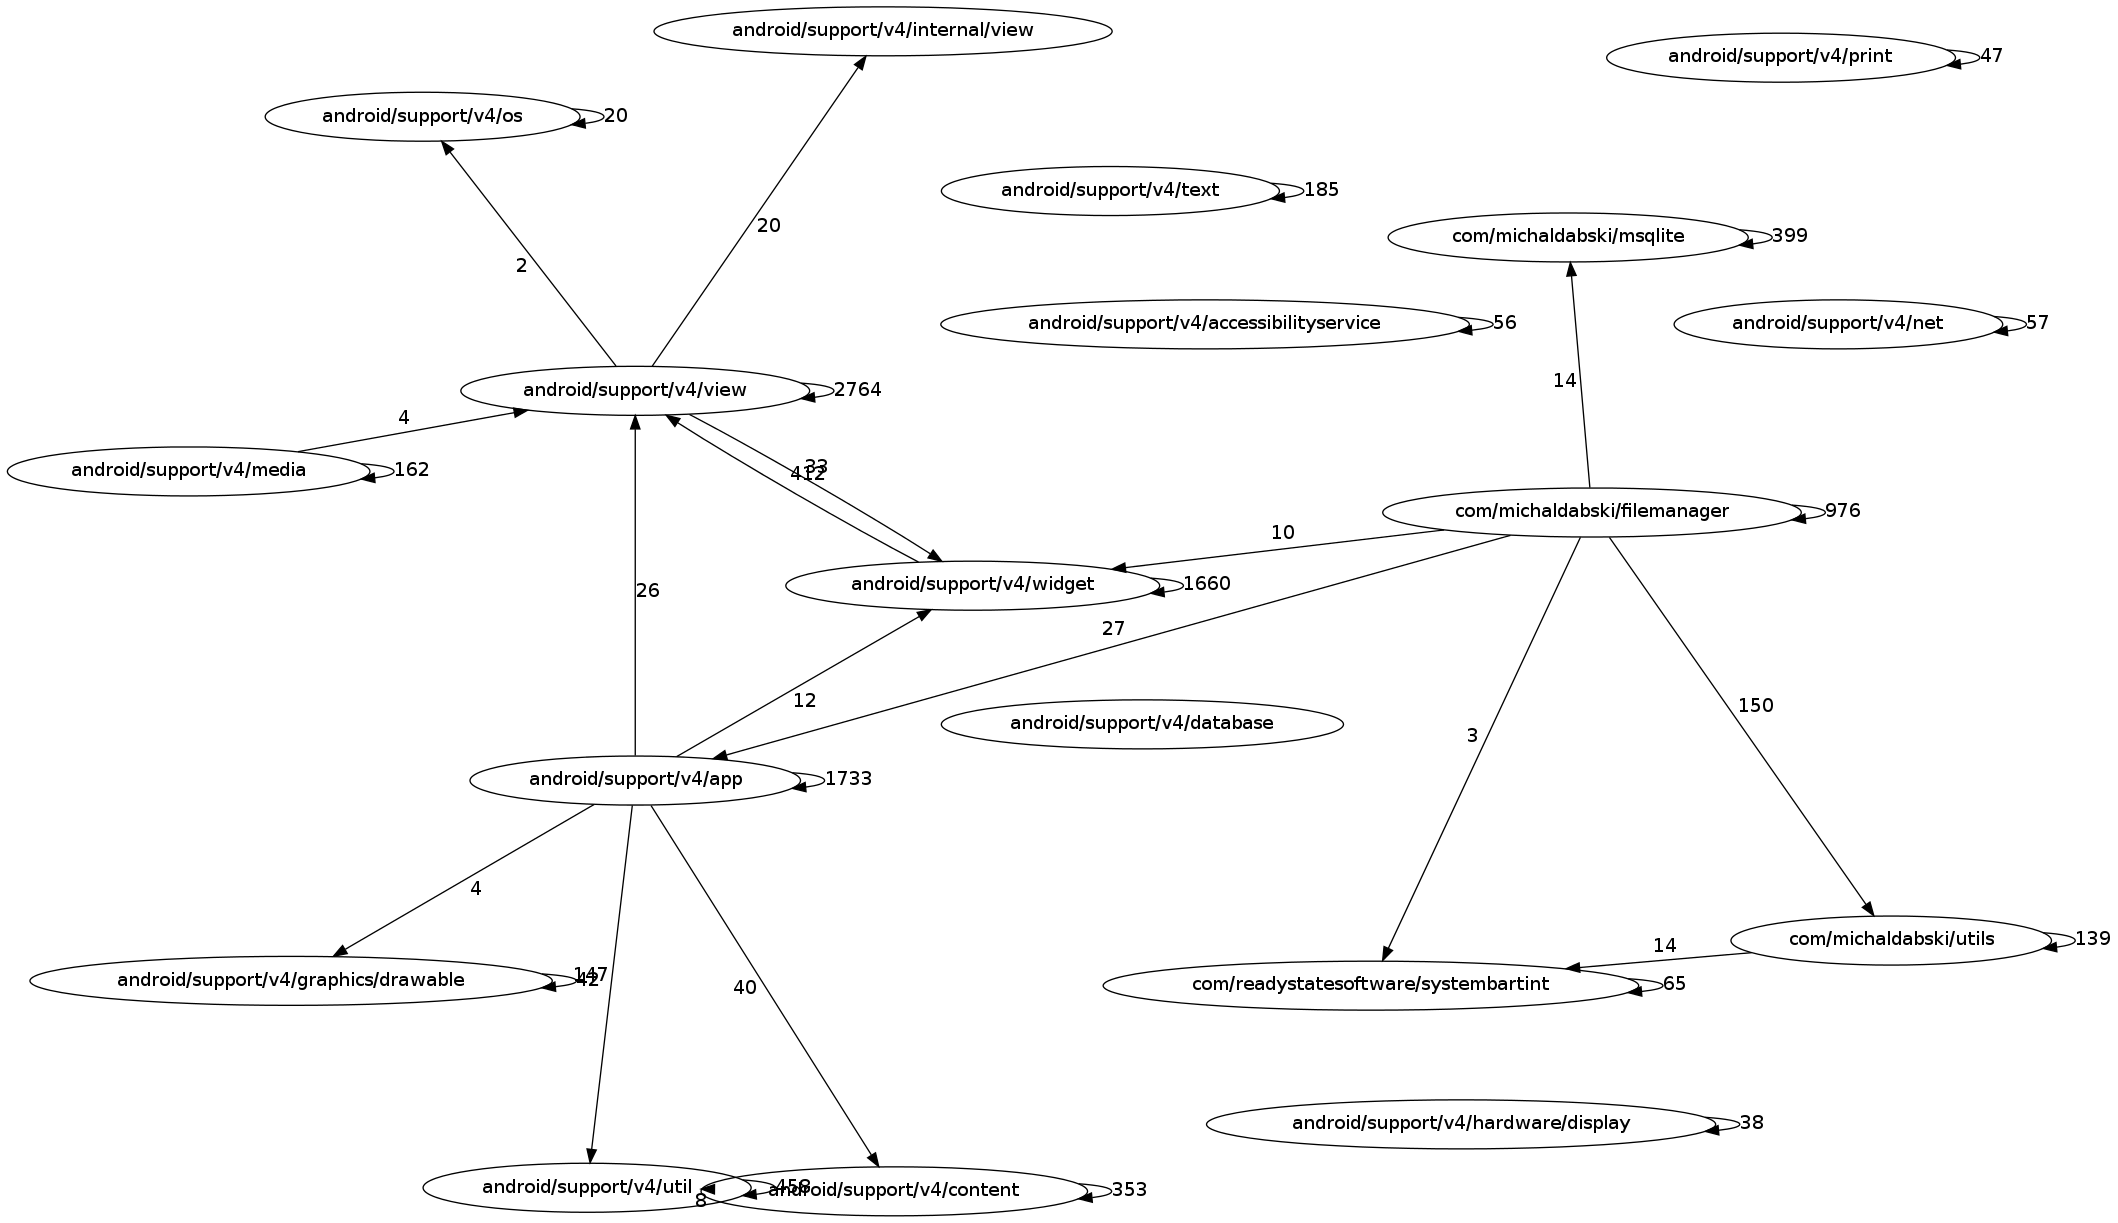 android/support/v4/internal/view
android/support/v4/print
47
android/support/v4/os
20
android/support/v4/text
185
20
com/michaldabski/msqlite
399
2
android/support/v4/accessibilityservice
56
android/support/v4/net
57
14
android/support/v4/view
2764
4
android/support/v4/media
162
33
412
com/michaldabski/filemanager
976
10
android/support/v4/widget
1660
26
27
12
150
android/support/v4/database
3
android/support/v4/app
1733
4
com/michaldabski/utils
139
14
android/support/v4/graphics/drawable
147
42
40
com/readystatesoftware/systembartint
65
android/support/v4/hardware/display
38
android/support/v4/util
458
android/support/v4/content
353
8